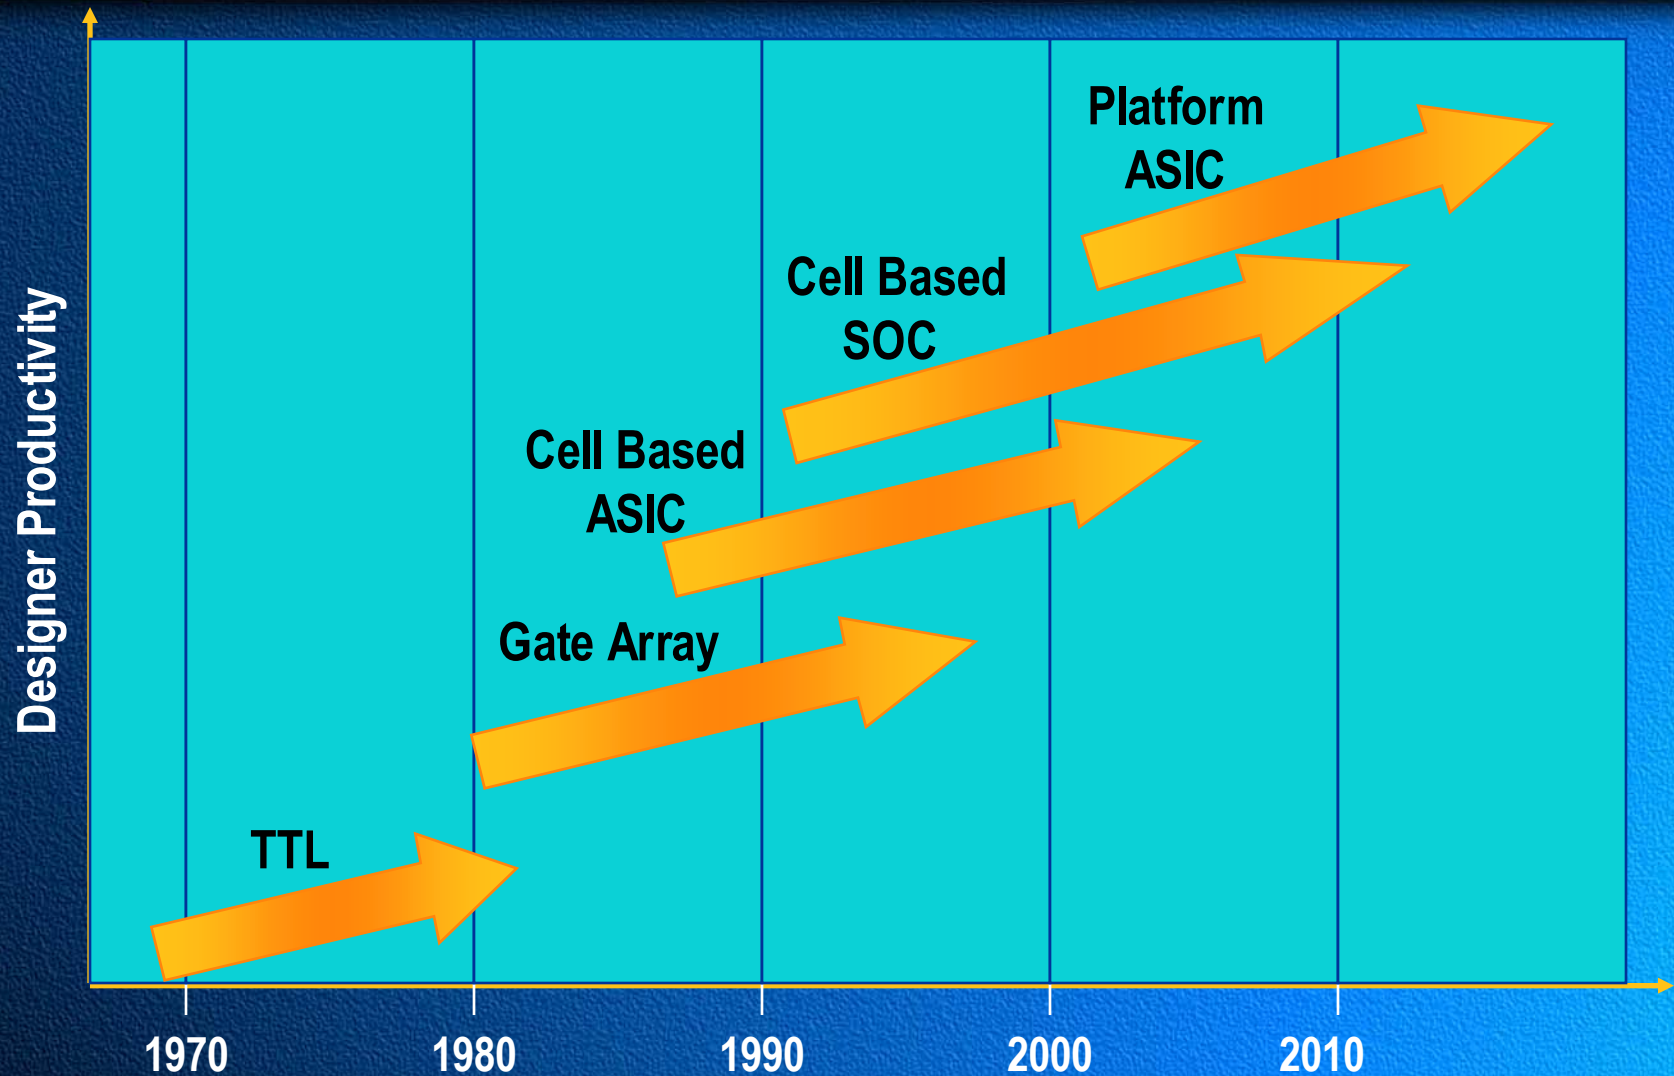 Platform
ASIC
Cell Based
SOC
Cell Based
ASIC
Gate Array
TTL
Designer Productivity
1970
1980
1990
2000
2010